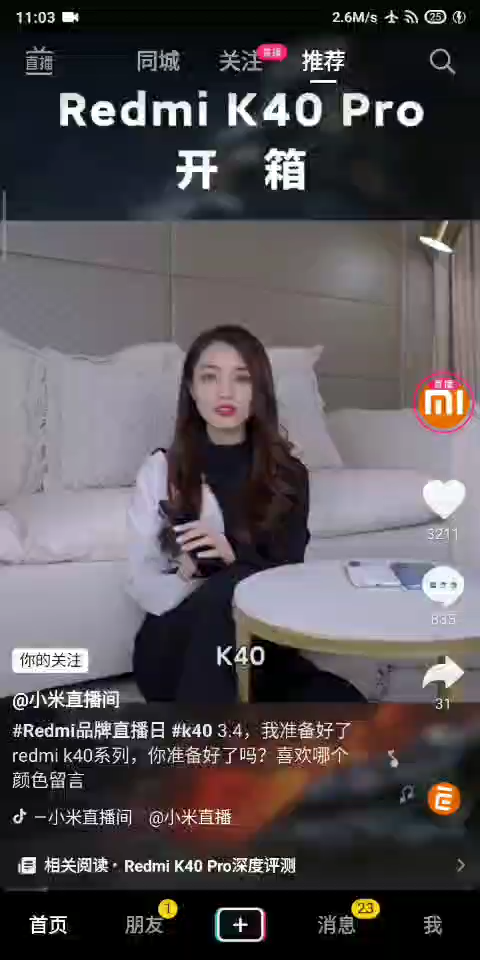 11:03 2.6M/s 25
直播 同城 关注 直播 推荐
Redmi K40 Pro
开 箱
直播
3211
833
K40
你的关注
31
@小米直播间
#Redmi品牌直播日 #k40 3.4，我准备好了
redmi k40系列，你准备好了吗？喜欢哪个
颜色留言
一小米直播间 @小米直播
相关阅读· Redmi K40 Pro深度评测
首页 朋友 1 消息 23 我